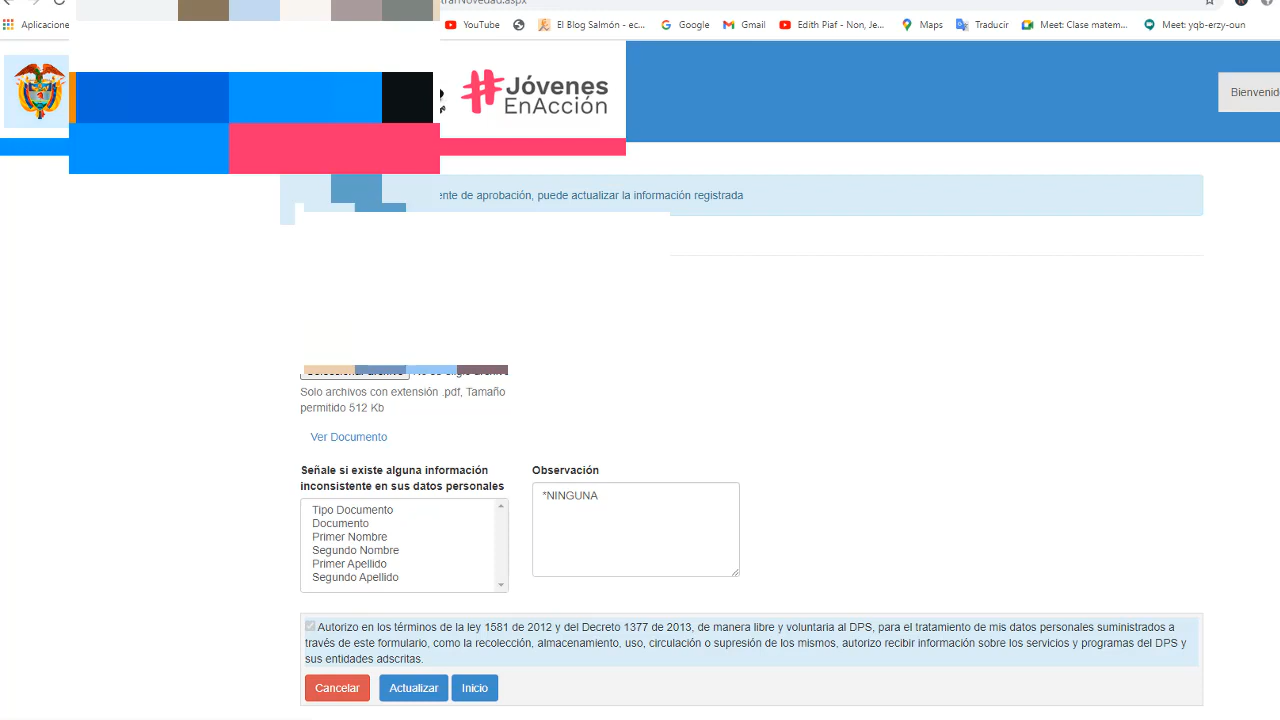 trarNovedad.aspx
Aplicacione
YouTube
El Blog Salmón - ec...
Google
Gmail
Edith Piaf - Non, Je...
Maps
Traducir
Meet: Clase matem...
Meet: yqb-erzy-oun
#Jóvenes
EnAcción
Bienvenid
ente de aprobación, puede actualizar la información registrada
Solo archivos con extensión .pdf, Tamaño
permitido 512 Kb
Ver Documento
Señale si existe alguna información
inconsistente en sus datos personales
Observación
Tipo Documento
Documento
Primer Nombre
Segundo Nombre
Primer Apellido
Segundo Apellido
*NINGUNA
Autorizo en los términos de la ley 1581 de 2012 y del Decreto 1377 de 2013, de manera libre y voluntaria al DPS, para el tratamiento de mis datos personales suministrados a
través de este formulario, como la recolección, almacenamiento, uso, circulación o supresión de los mismos, autorizo recibir información sobre los servicios y programas del DPS y
sus entidades adscritas.
Cancelar
Actualizar
Inicio